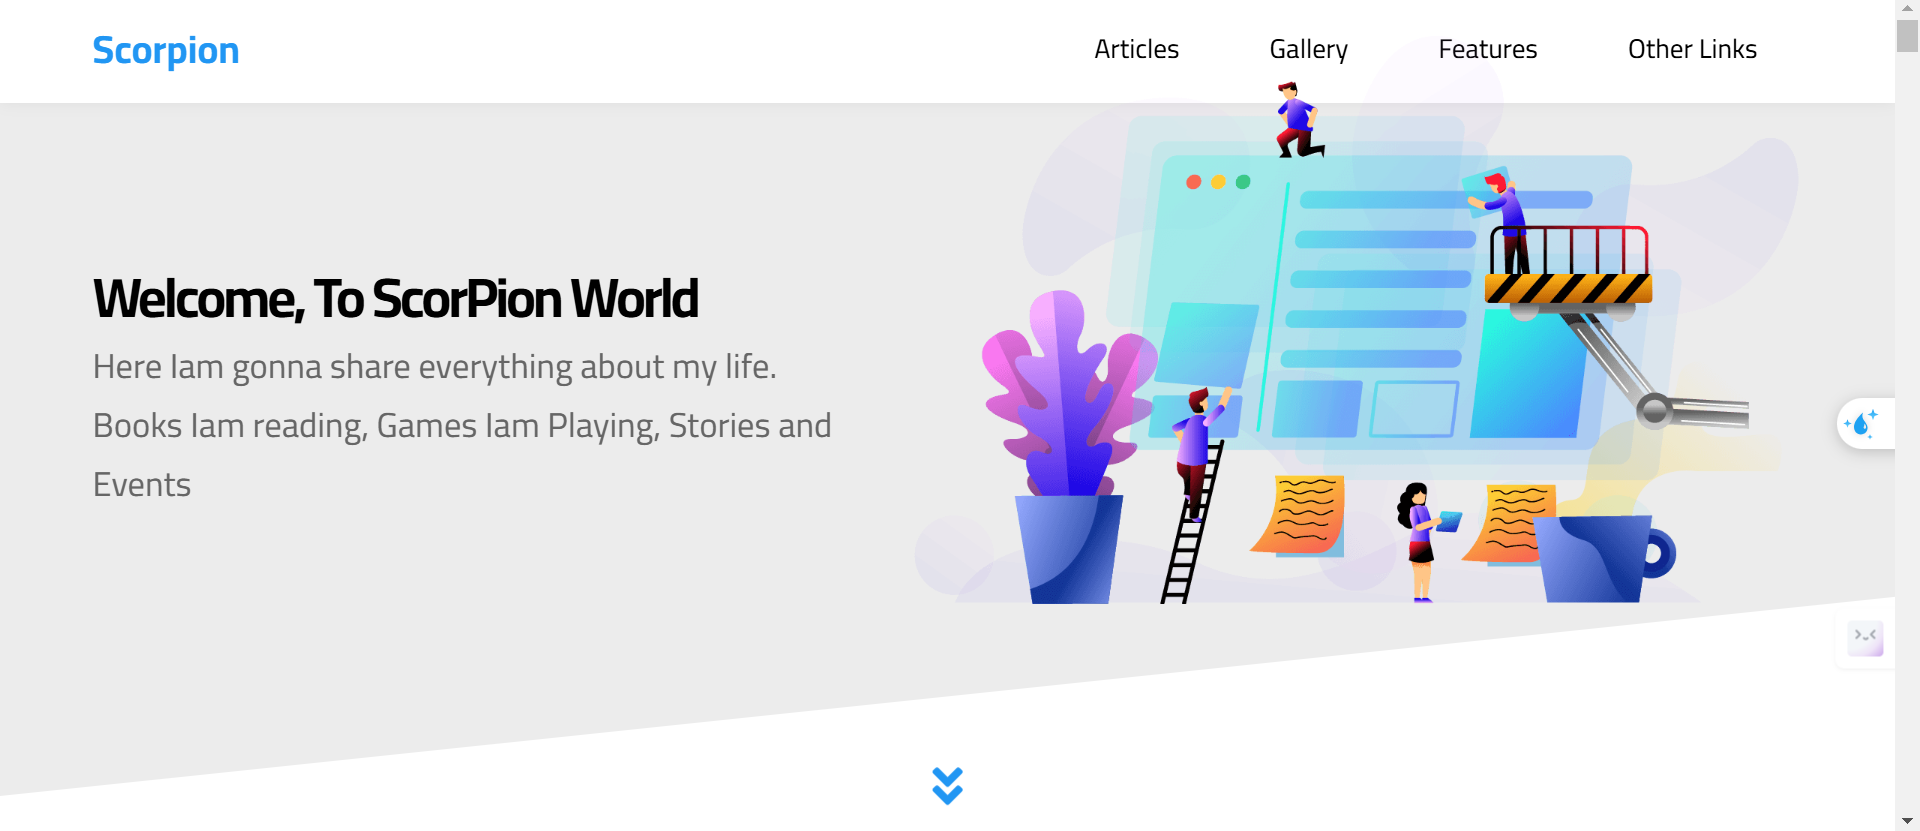 Scorpion
Articles Gallery Features Other Links
Welcome, To ScorPion World
Here Iam gonna share everything about my life.
Books Iam reading, Games Iam Playing, Stories and
Events